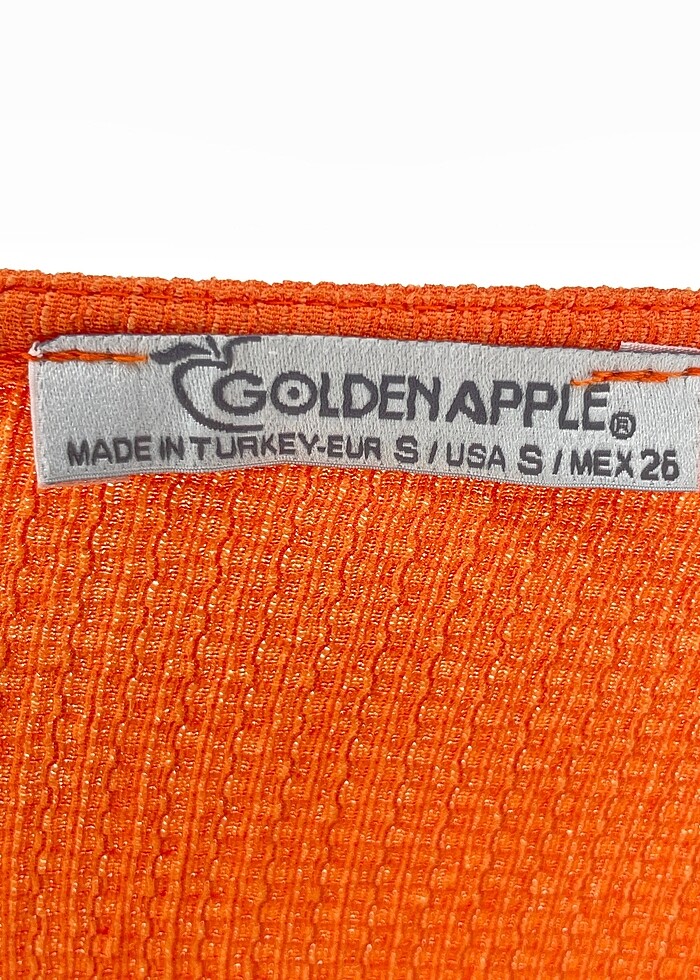 GOLDEN APPLE®
MADE IN TURKEY-EUR S / USA S / MEX 26